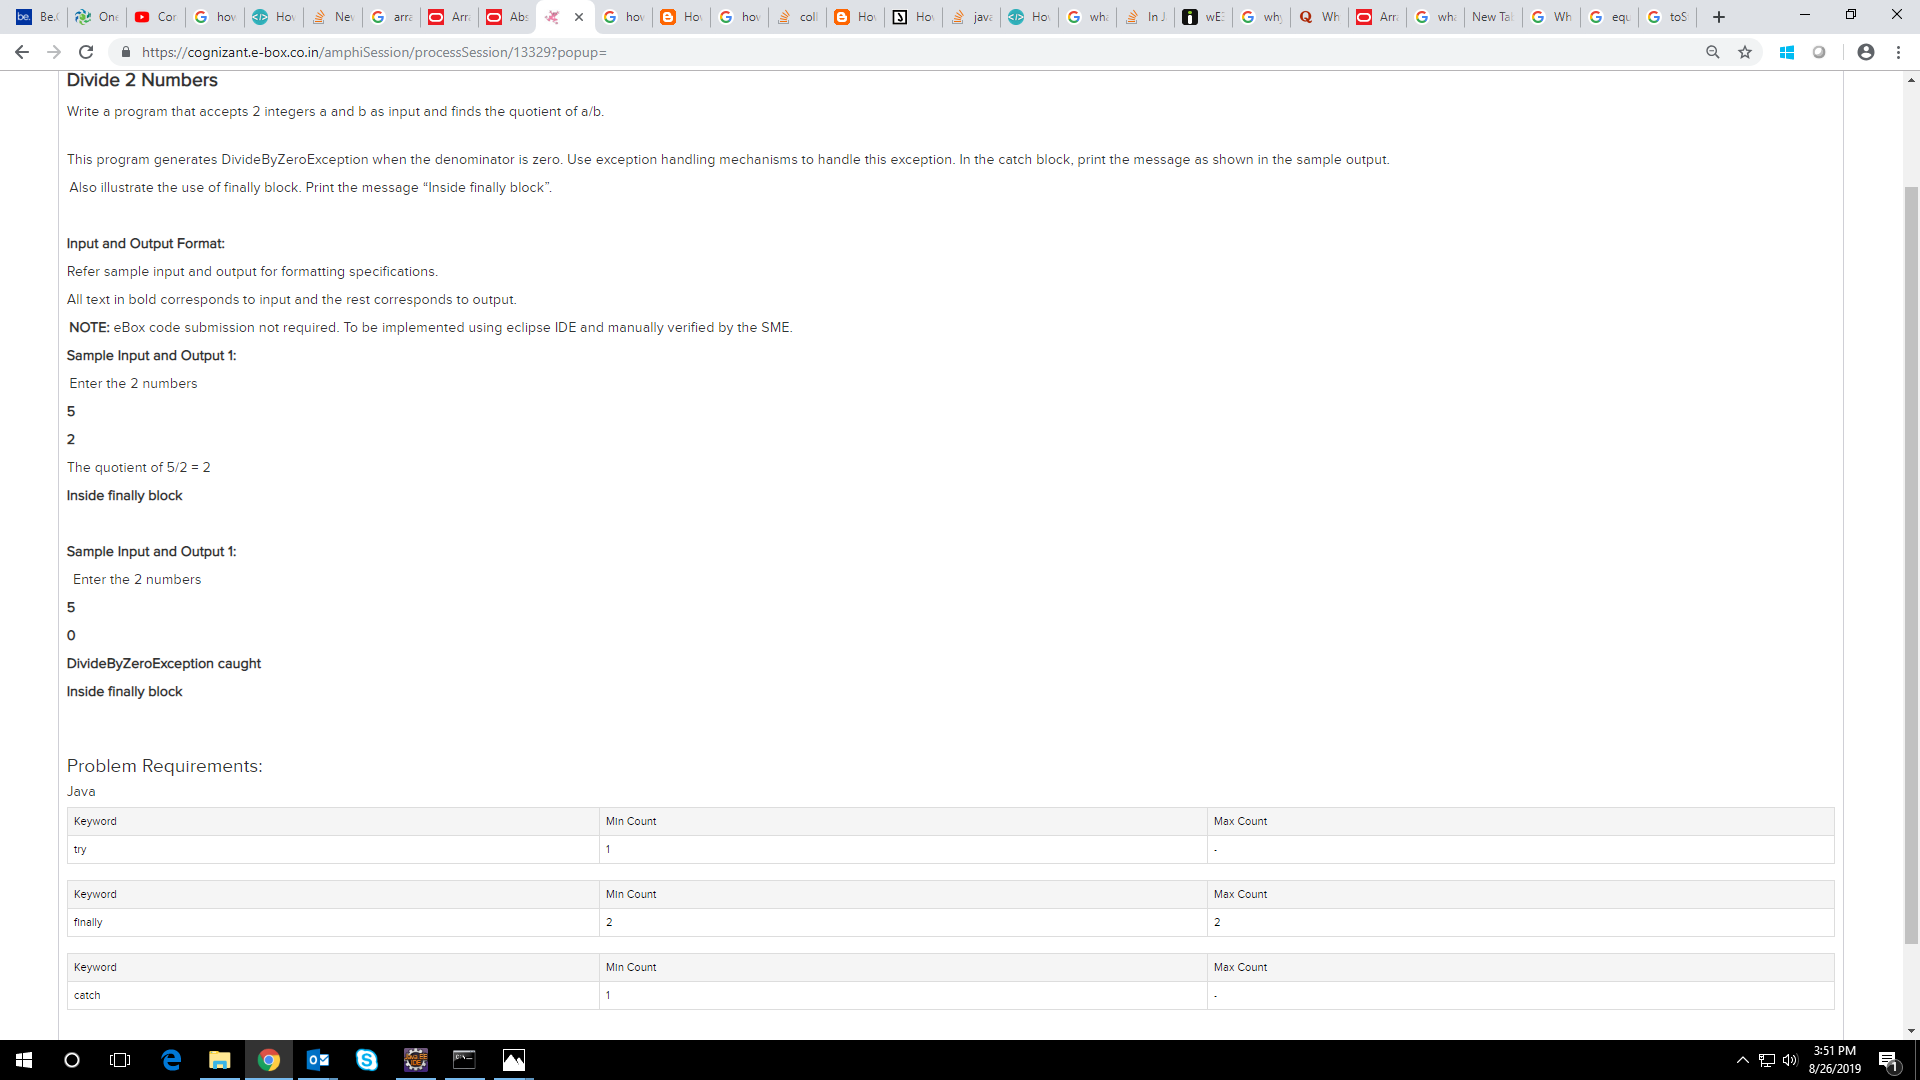 be. Be.(
One
Cor
hov
Hov
Nev
arra
Arra
Abs
hov
Hov
hov
coll
Hov
Hov
java
Hov
wha
In J
wE:
why
Wh
Arra
wha
New Tab
Wh
equ
toS
https://cognizant.e-box.co.in/amphiSession/processSession/13329?popup=
Divide 2 Numbers
Write a program that accepts 2 integers a and b as input and finds the quotient of a/b.
This program generates DivideByZeroException when the denominator is zero. Use exception handling mechanisms to handle this exception. In the catch block, print the message as shown in the sample output.
Also illustrate the use of finally block. Print the message “Inside finally block”.
Input and Output Format:
Refer sample input and output for formatting specifications.
All text in bold corresponds to input and the rest corresponds to output.
NOTE: eBox code submission not required. To be implemented using eclipse IDE and manually verified by the SME.
Sample Input and Output 1:
Enter the 2 numbers
5
2
The quotient of 5/2 = 2
Inside finally block
Sample Input and Output 1:
Enter the 2 numbers
5
0
DivideByZeroException caught
Inside finally block
Problem Requirements:
Java
Keyword Min Count Max Count
try 1 -
Keyword Min Count Max Count
finally 2 2
Keyword Min Count Max Count
catch 1 -
3:51 PM
8/26/2019
1